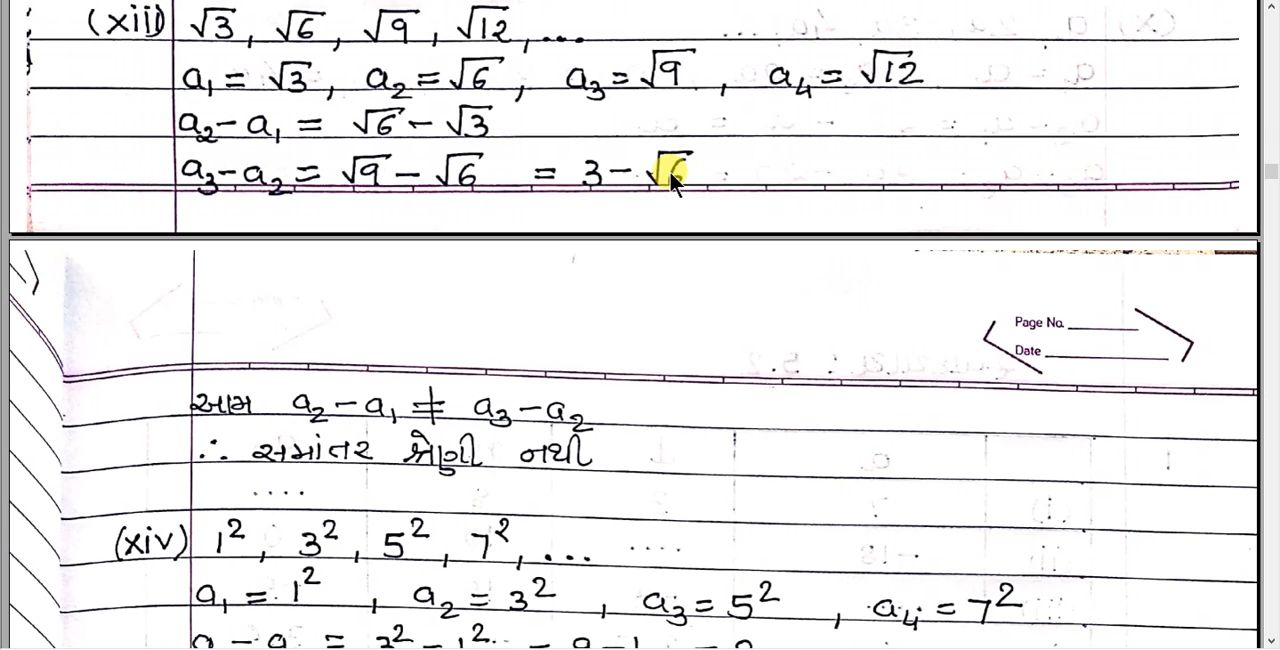 (xiii) √3, √6, √9, √12, ...
a₁ = √3, a₂ = √6, a₃ = √9, a₄ = √12
a₂ - a₁ = √6 - √3
a₃ - a₂ = √9 - √6 = 3 - √6
Page No.
Date
આમ a₂ - a₁ ≠ a₃ - a₂
∴ સમાંતર શ્રેણી નથી
....
(xiv) 1², 3², 5², 7², ... ....
a₁ = 1², a₂ = 3², a₃ = 5², a₄ = 7²